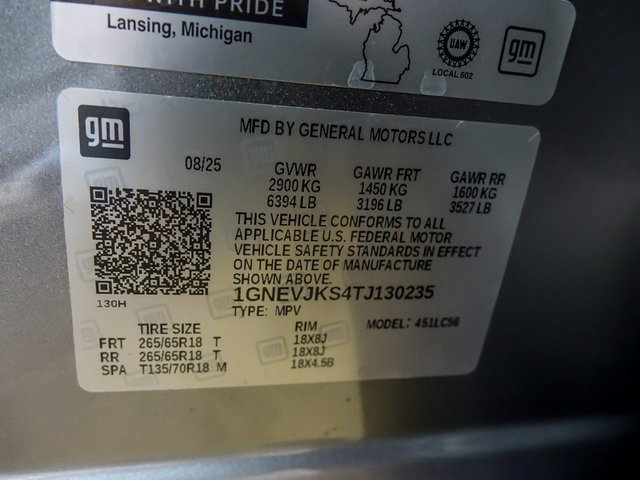 WITH PRIDE
Lansing, Michigan
UAW
LOCAL 602
gm
gm
MFD BY GENERAL MOTORS LLC
08/25
GVWR GAWR FRT GAWR RR
2900 KG 1450 KG 1600 KG
6394 LB 3196 LB 3527 LB
THIS VEHICLE CONFORMS TO ALL
APPLICABLE U.S. FEDERAL MOTOR
VEHICLE SAFETY STANDARDS IN EFFECT
ON THE DATE OF MANUFACTURE
SHOWN ABOVE.
130H
1GNEVJKS4TJ130235
TYPE: MPV
MODEL: 451LC56
TIRE SIZE RIM
FRT 265/65R18 T 18X8J
RR 265/65R18 T 18X8J
SPA T135/70R18 M 18X4.5B